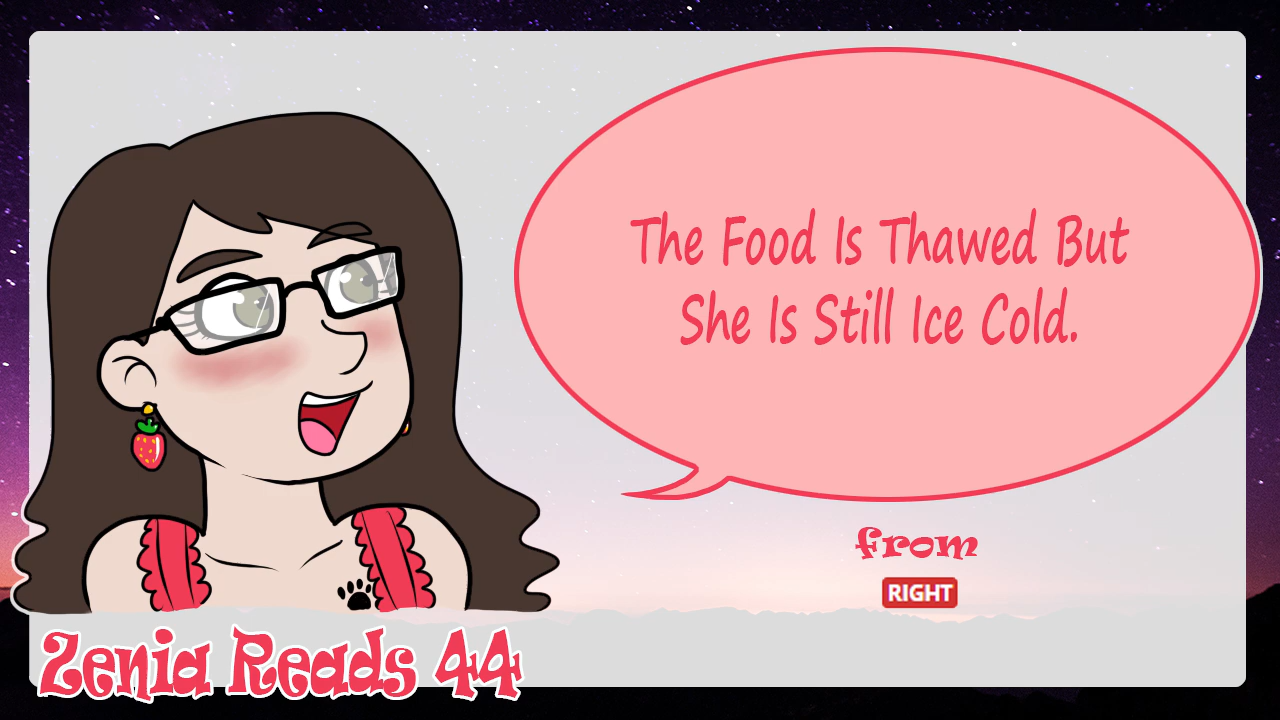 The Food Is Thawed But
She Is Still Ice Cold.
from
RIGHT
Zenia Reads 44